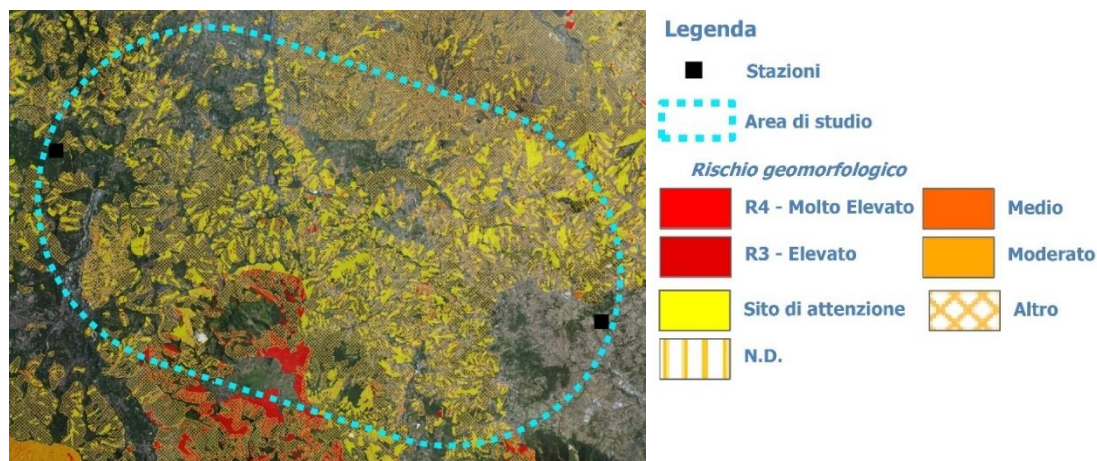 Legenda
Stazioni
Area di studio
Rischio geomorfologico
R4 - Molto Elevato
Medio
R3 - Elevato
Moderato
Sito di attenzione
Altro
N.D.